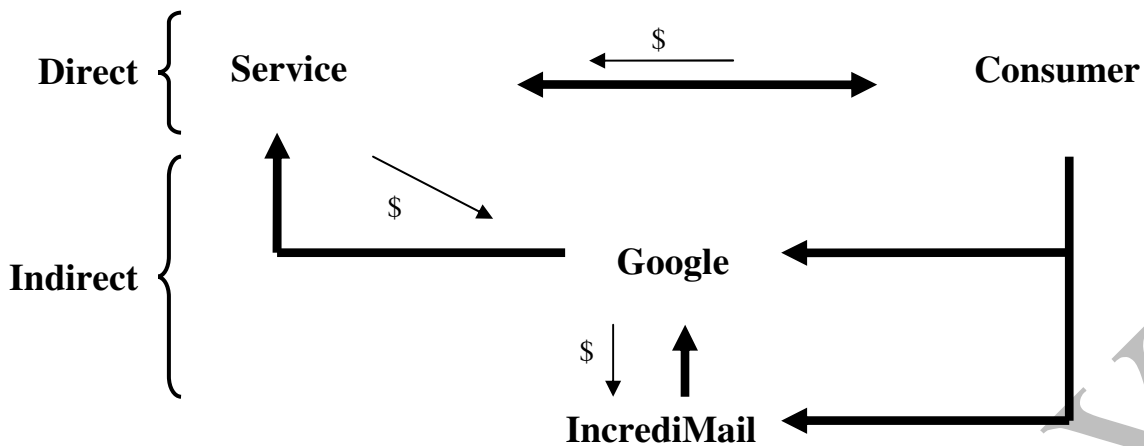 $
Direct
Service
Consumer
$
Google
Indirect
$
IncrediMail